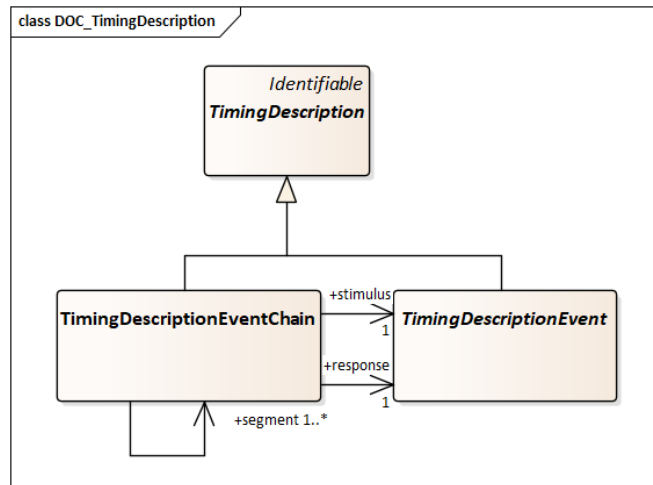 class DOC_TimingDescription
Identifiable
TimingDescription
+stimulus
TimingDescriptionEventChain
TimingDescriptionEvent
1
+response
1
+segment 1..*